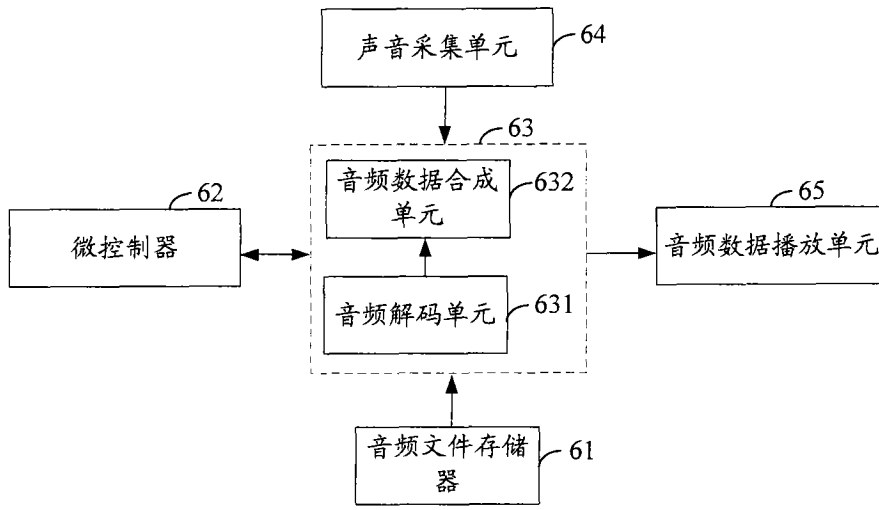 声音采集单元
64
63
音频数据合成
单元
632
62
微控制器
65
音频数据播放单元
音频解码单元
631
音频文件存储
器
61